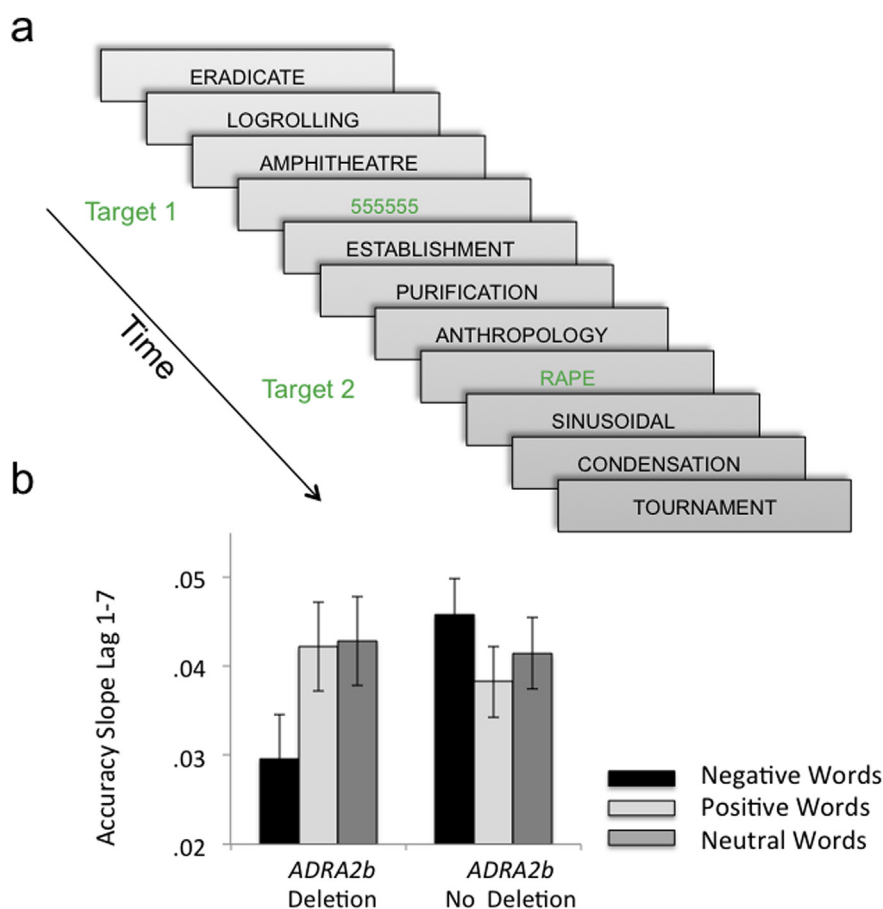 a
ERADICATE
LOGROLLING
AMPHITHEATRE
Target 1
555555
ESTABLISHMENT
PURIFICATION
ANTHROPOLOGY
Time
Target 2
RAPE
SINUSOIDAL
CONDENSATION
TOURNAMENT
b
Accuracy Slope Lag 1-7
.05
.04
.03
.02
ADRA2b
Deletion
ADRA2b
No Deletion
Negative Words
Positive Words
Neutral Words